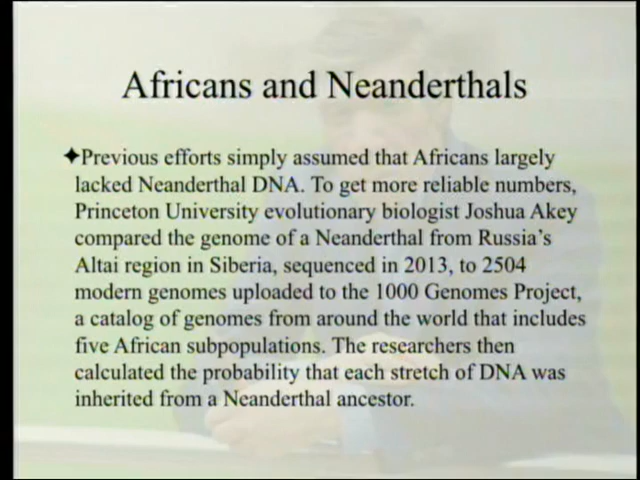 Africans and Neanderthals
✦Previous efforts simply assumed that Africans largely
lacked Neanderthal DNA. To get more reliable numbers,
Princeton University evolutionary biologist Joshua Akey
compared the genome of a Neanderthal from Russia’s
Altai region in Siberia, sequenced in 2013, to 2504
modern genomes uploaded to the 1000 Genomes Project,
a catalog of genomes from around the world that includes
five African subpopulations. The researchers then
calculated the probability that each stretch of DNA was
inherited from a Neanderthal ancestor.